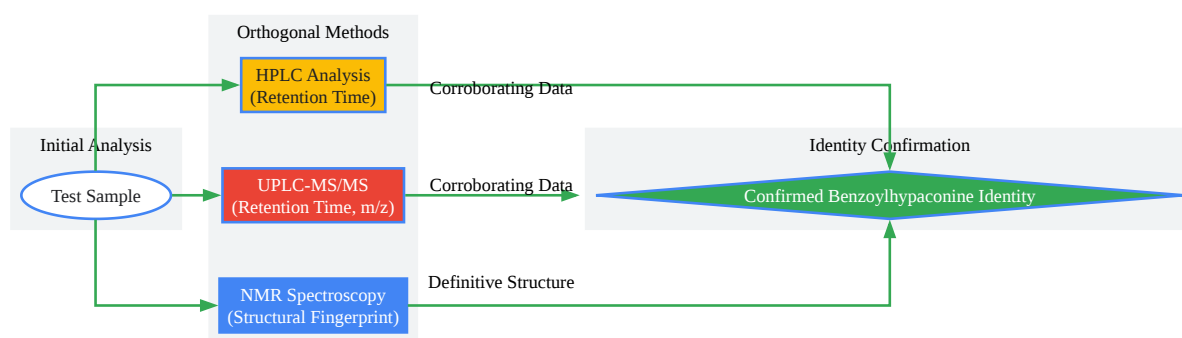 Orthogonal Methods
HPLC Analysis
(Retention Time)
Corroborating Data
Initial Analysis
Identity Confirmation
Test Sample
UPLC-MS/MS
(Retention Time, m/z)
Corroborating Data
Confirmed Benzoylhypaconine Identity
NMR Spectroscopy
(Structural Fingerprint)
Definitive Structure